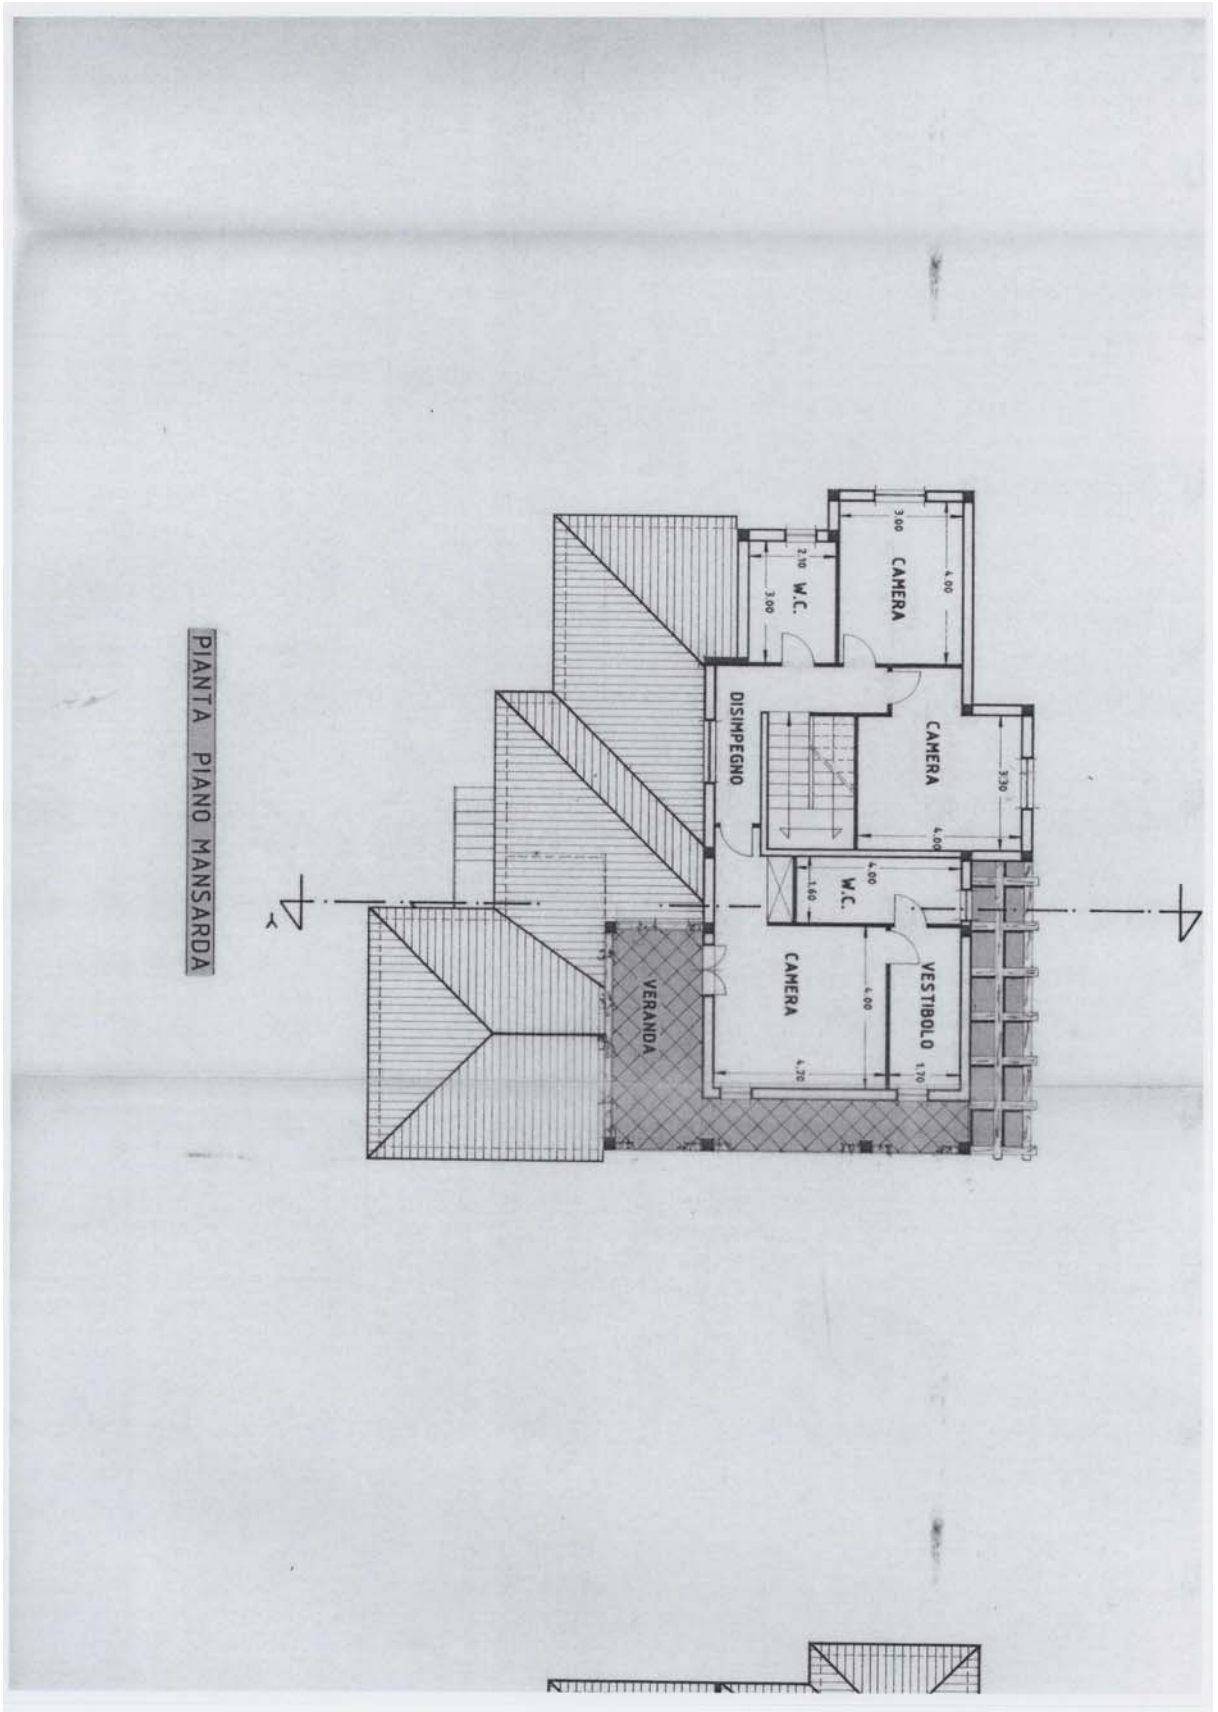 3.00
4.00
CAMERA
2.10
W.C.
3.00
CAMERA
3.30
4.00
DISIMPEGNO
4.00
W.C.
1.60
VESTIBOLO
1.70
CAMERA
4.00
4.70
VERANDA
PIANTA PIANO MANSARDA